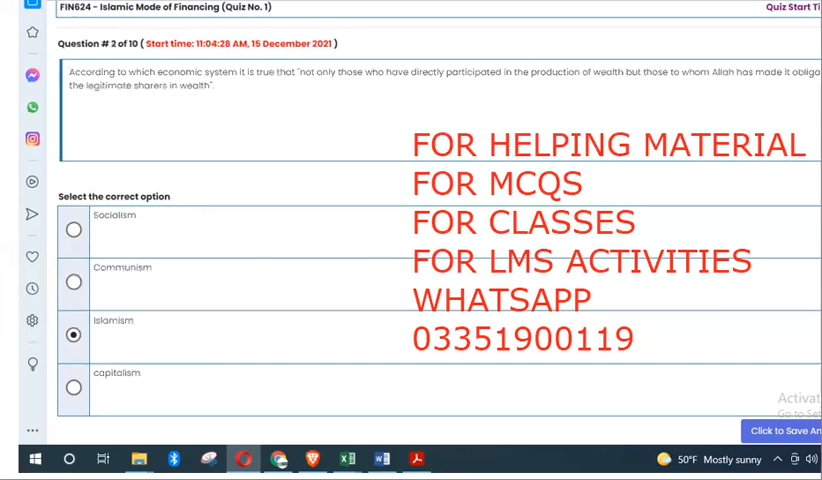 FIN624 - Islamic Mode of Financing (Quiz No. 1)
Quiz Start Ti
Question # 2 of 10 ( Start time: 11:04:28 AM, 15 December 2021 )
According to which economic system it is true that "not only those who have directly participated in the production of wealth but those to whom Allah has made it obliga
the legitimate sharers in wealth".
FOR HELPING MATERIAL
FOR MCQS
Select the correct option
Socialism
FOR CLASSES
Communism
FOR LMS ACTIVITIES
WHATSAPP
Islamism
03351900119
capitalism
Activat
Go to Set
Click to Save An
50°F Mostly sunny